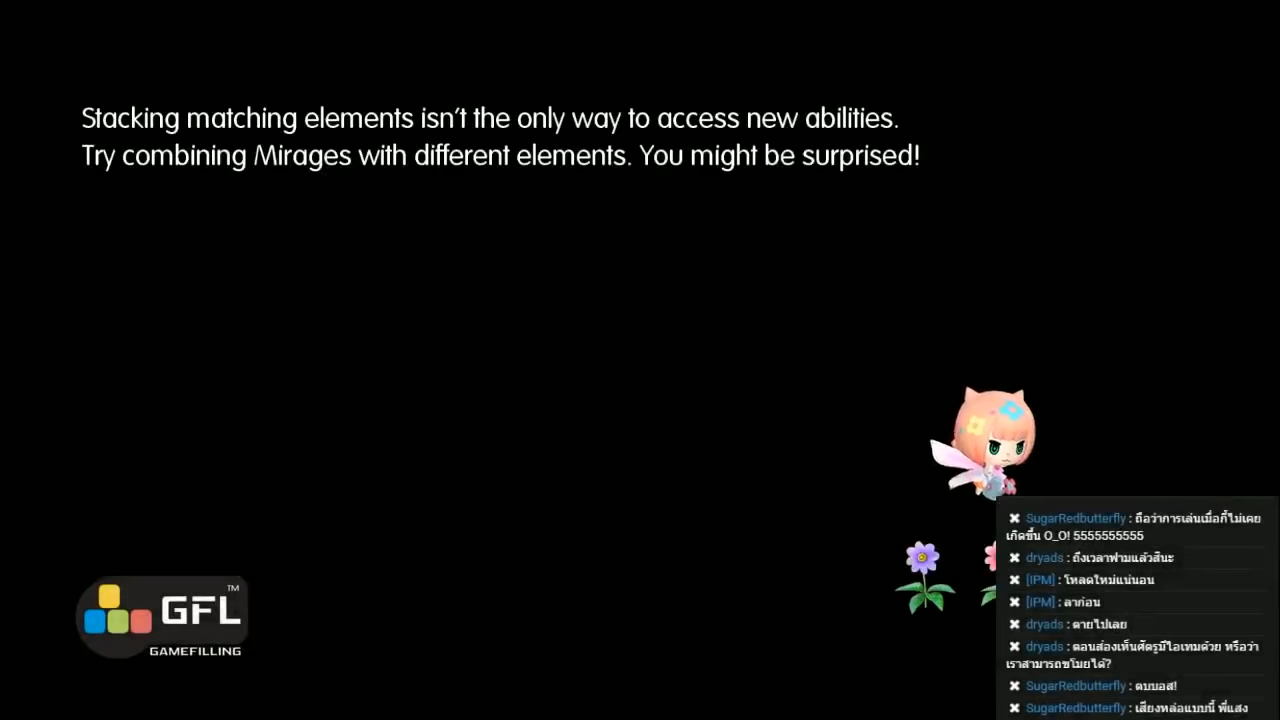 Stacking matching elements isn't the only way to access new abilities.
Try combining Mirages with different elements. You might be surprised!
SugarRedbutterfly : ถือว่าการเล่นเมื่อกี้ไม่เคย
เกิดขึ้น O_O! 5555555555
dryads : ถึงเวลาฟามแล้วสินะ
[IPM] : โหลดใหม่แน่นอน
[IPM] : ลาก่อน
dryads : ตายไปเลย
dryads : ตอนส่องเห็นศัตรูมีไอเทมด้วย หรือว่า
เราสามารถขโมยได้?
SugarRedbutterfly : ตบบอส!
SugarRedbutterfly : เสียงหล่อแบบนี้ พี่แสง
GFL™
GAMEFILLING